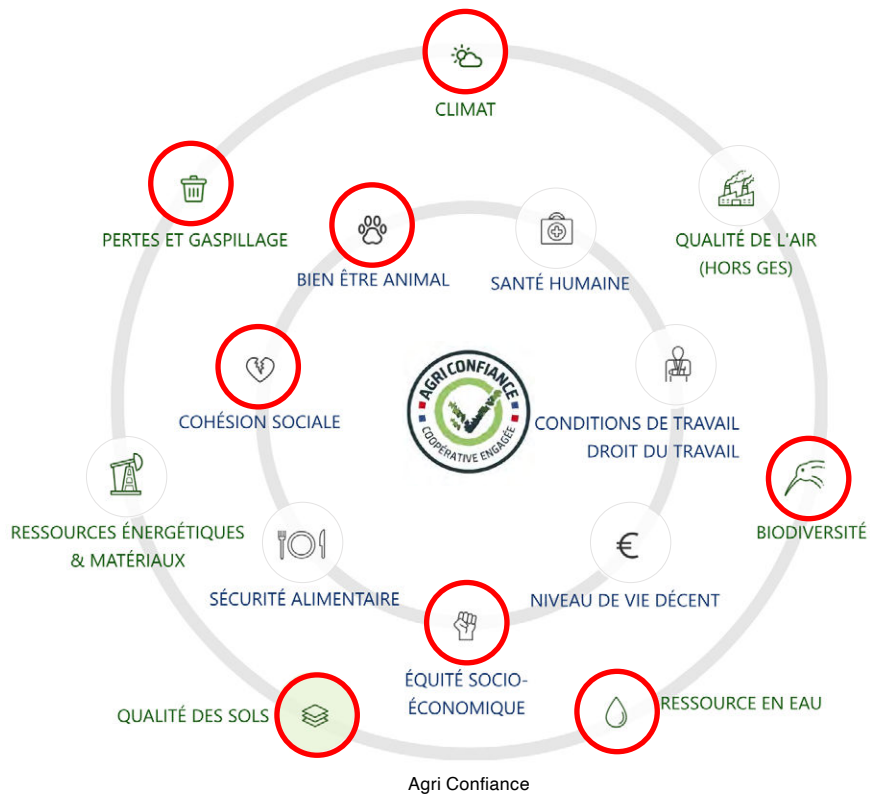 CLIMAT
PERTES ET GASPILLAGE
QUALITÉ DE L'AIR
(HORS GES)
BIEN ÊTRE ANIMAL
SANTÉ HUMAINE
AGRI CONFIANCE
COOPÉRATIVE ENGAGÉE
COHÉSION SOCIALE
CONDITIONS DE TRAVAIL
DROIT DU TRAVAIL
RESSOURCES ÉNERGÉTIQUES
& MATÉRIAUX
BIODIVERSITÉ
€
SÉCURITÉ ALIMENTAIRE
NIVEAU DE VIE DÉCENT
ÉQUITÉ SOCIO-
ÉCONOMIQUE
QUALITÉ DES SOLS
RESSOURCE EN EAU
Agri Confiance